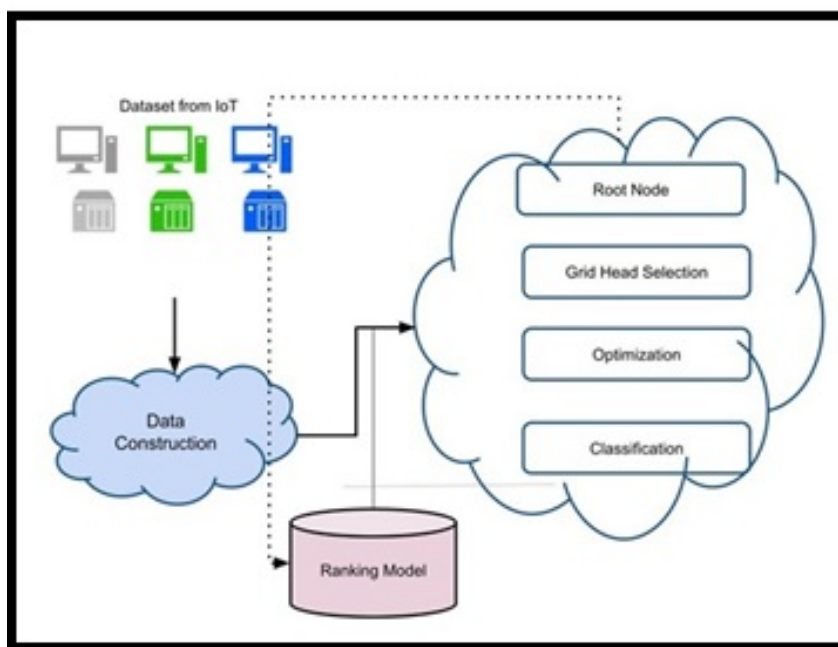 Dataset from IoT
Root Node
Grid Head Selection
Optimization
Data
Construction
Classification
Ranking Model